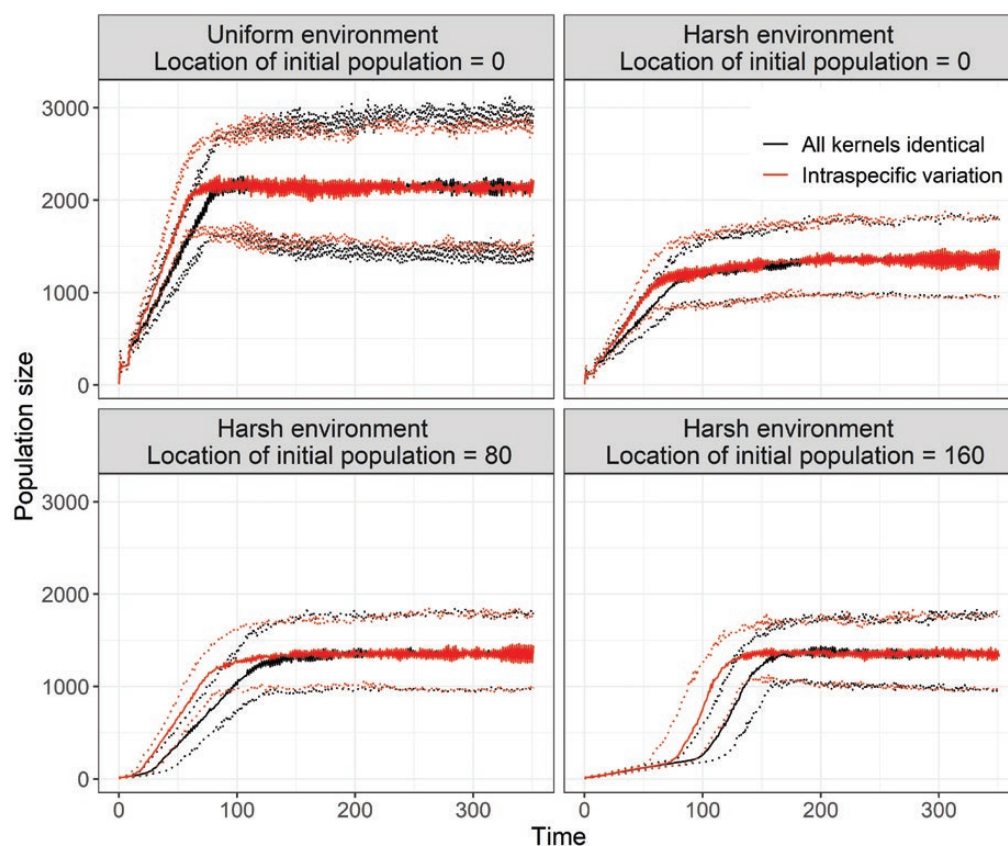 Uniform environment
Location of initial population = 0
Harsh environment
Location of initial population = 0
All kernels identical
Intraspecific variation
3000
2000
1000
0
Harsh environment
Location of initial population = 80
Harsh environment
Location of initial population = 160
3000
2000
1000
0
0 100 200 300
0 100 200 300
Population size
Time